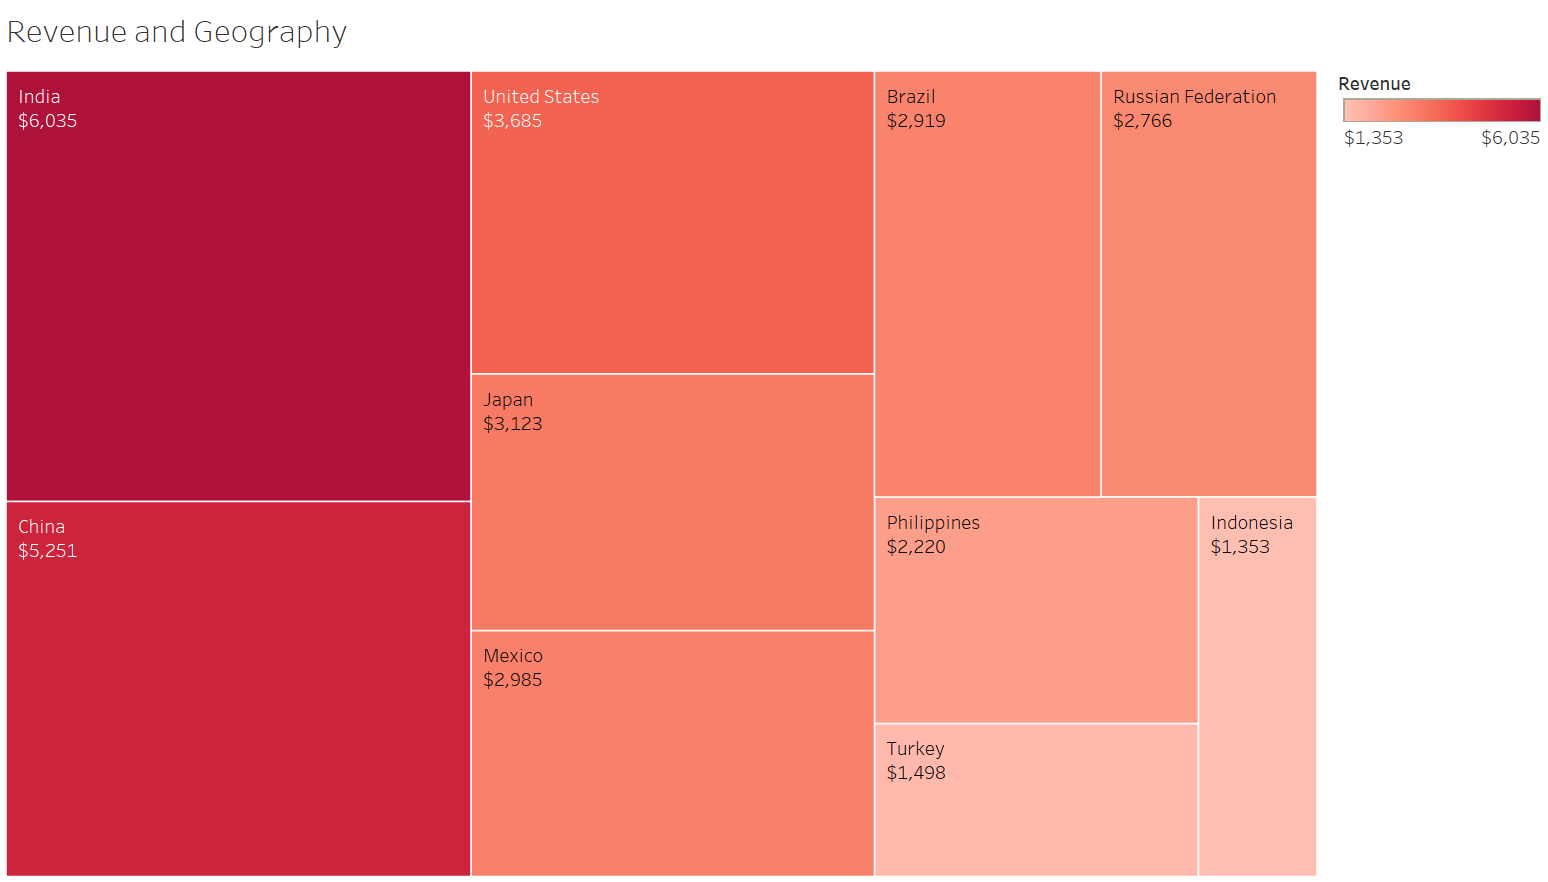 Revenue and Geography
India
$6,035
China
$5,251
United States
$3,685
Japan
$3,123
Mexico
$2,985
Brazil
$2,919
Russian Federation
$2,766
Philippines
$2,220
Turkey
$1,498
Indonesia
$1,353
Revenue
$1,353 $6,035